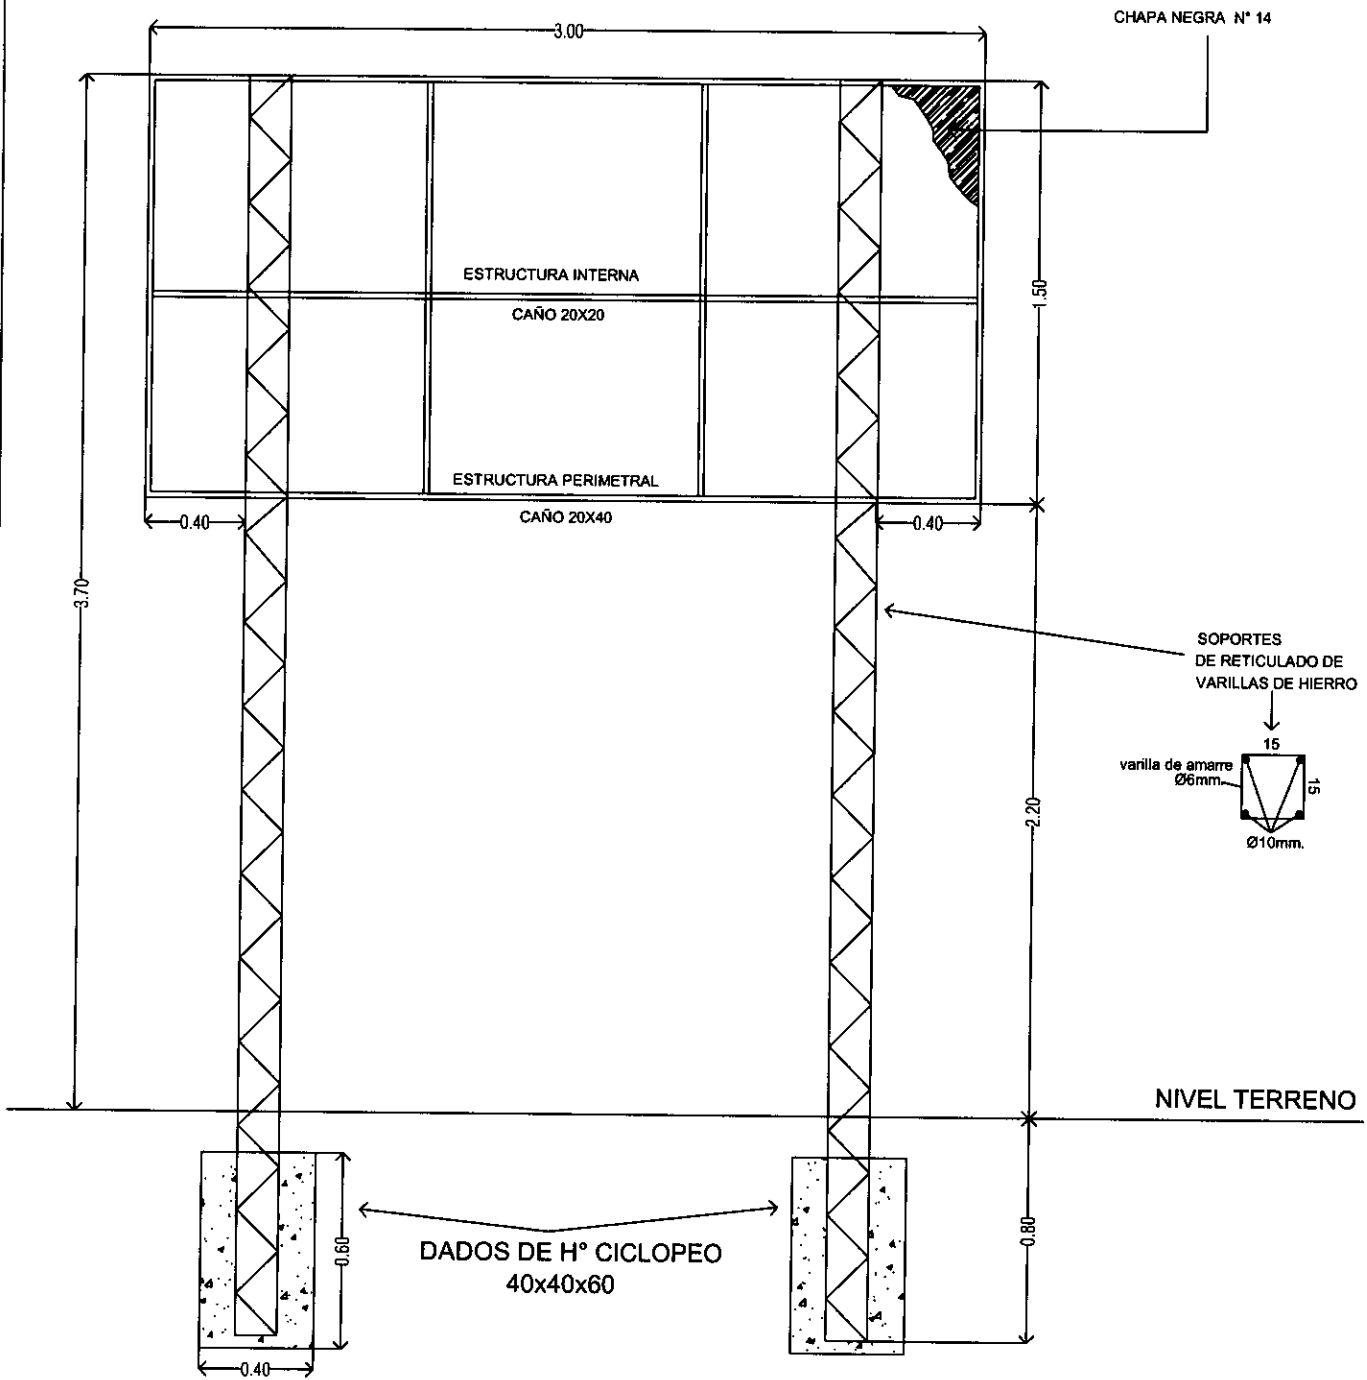 CHAPA NEGRA N° 14
3.00
ESTRUCTURA INTERNA
CAÑO 20X20
1.50
ESTRUCTURA PERIMETRAL
CAÑO 20X40
0.40
0.40
3.70
SOPORTES
DE RETICULADO DE
VARILLAS DE HIERRO
15
varilla de amarre
Ø6mm.
15
Ø10mm.
2.20
NIVEL TERRENO
DADOS DE H° CICLOPEO
40x40x60
0.60
0.80
0.40